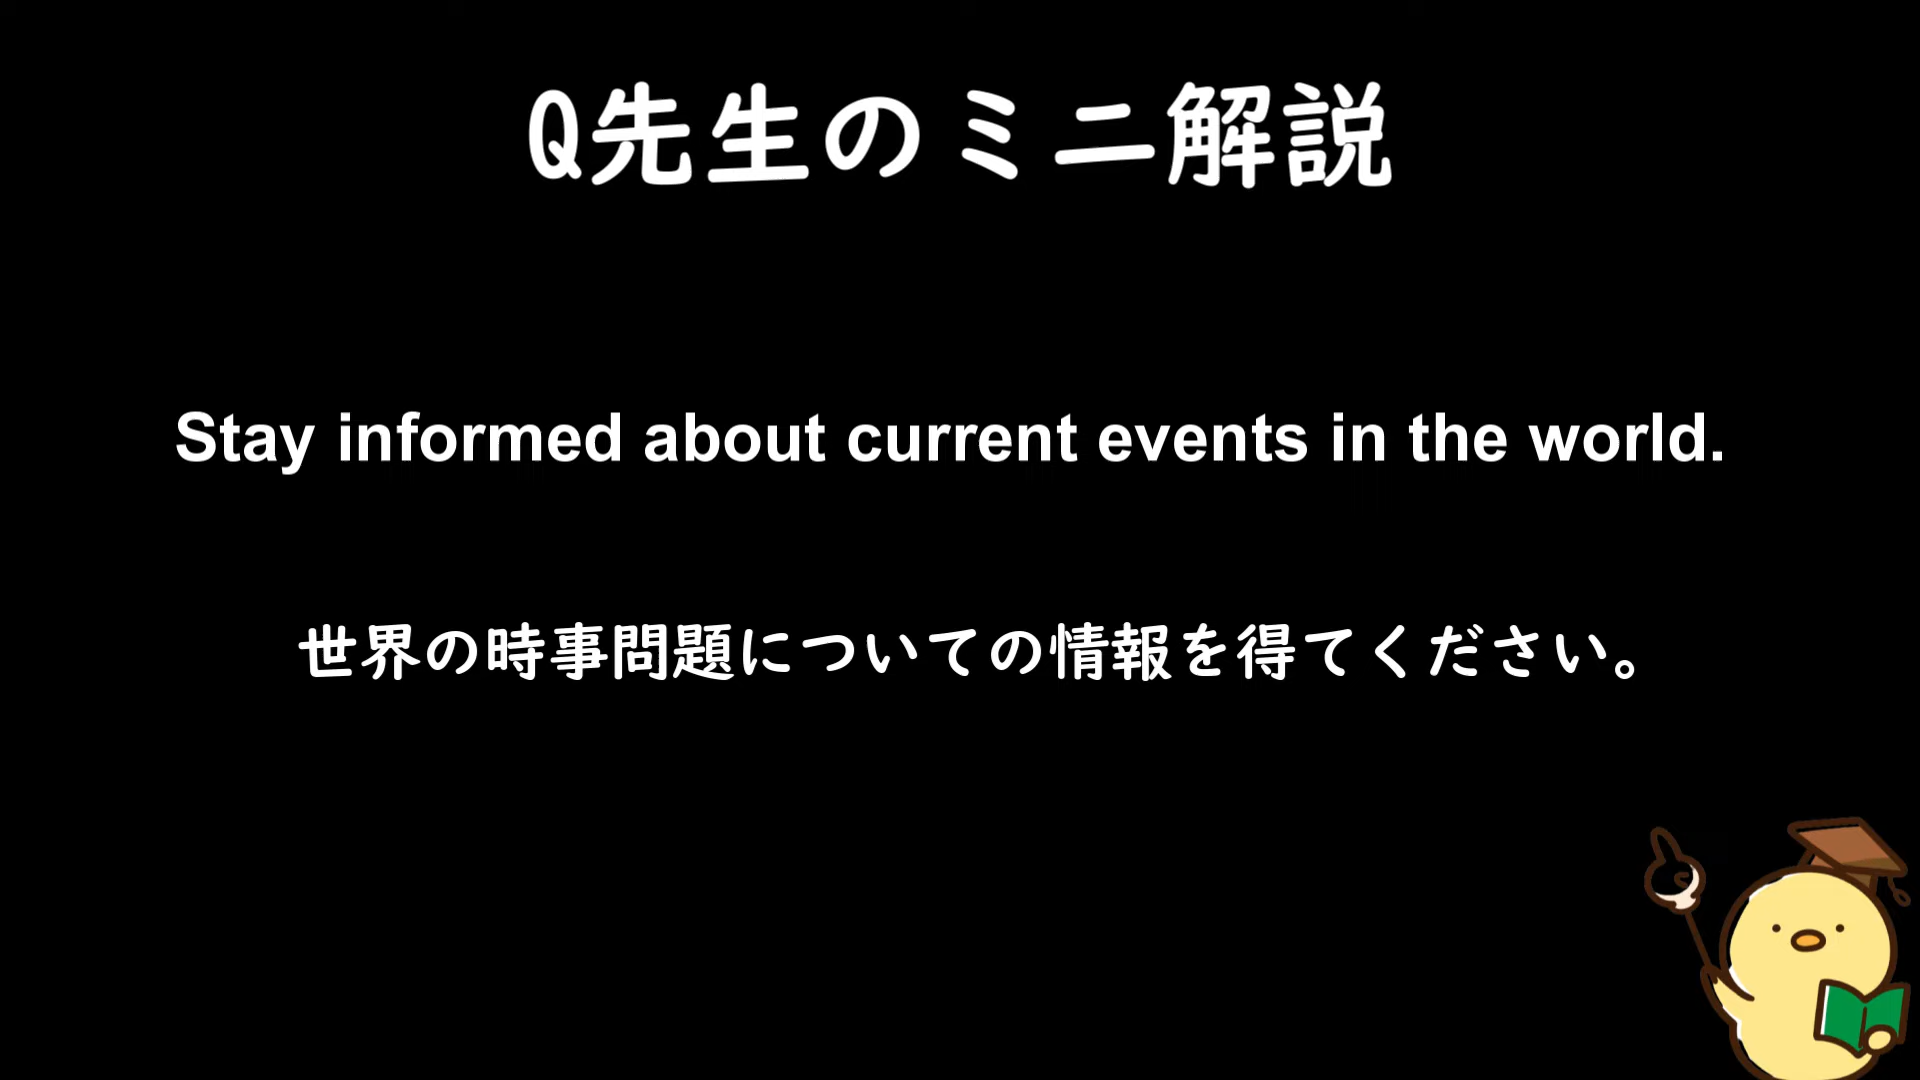 Q先生のミニ解説
Stay informed about current events in the world.
世界の時事問題についての情報を得てください。